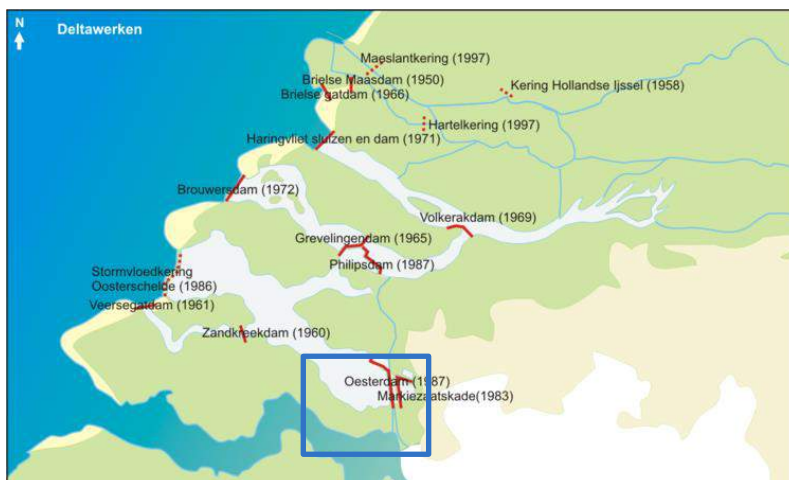 N
Deltawerken
Maeslantkering (1997)
Brielse Maasdam (1950)
Brielse gatdam (1966)
Kering Hollandse Ijssel (1958)
Hartelkering (1997)
Haringvliet sluizen en dam (1971)
Brouwersdam (1972)
Volkerakdam (1969)
Grevelingendam (1965)
Philipsdam (1987)
Stormvloedkering
Oosterschelde (1986)
Veersegatdam (1961)
Zandkreekdam (1960)
Oesterdam (1987)
Markiezaatskade(1983)